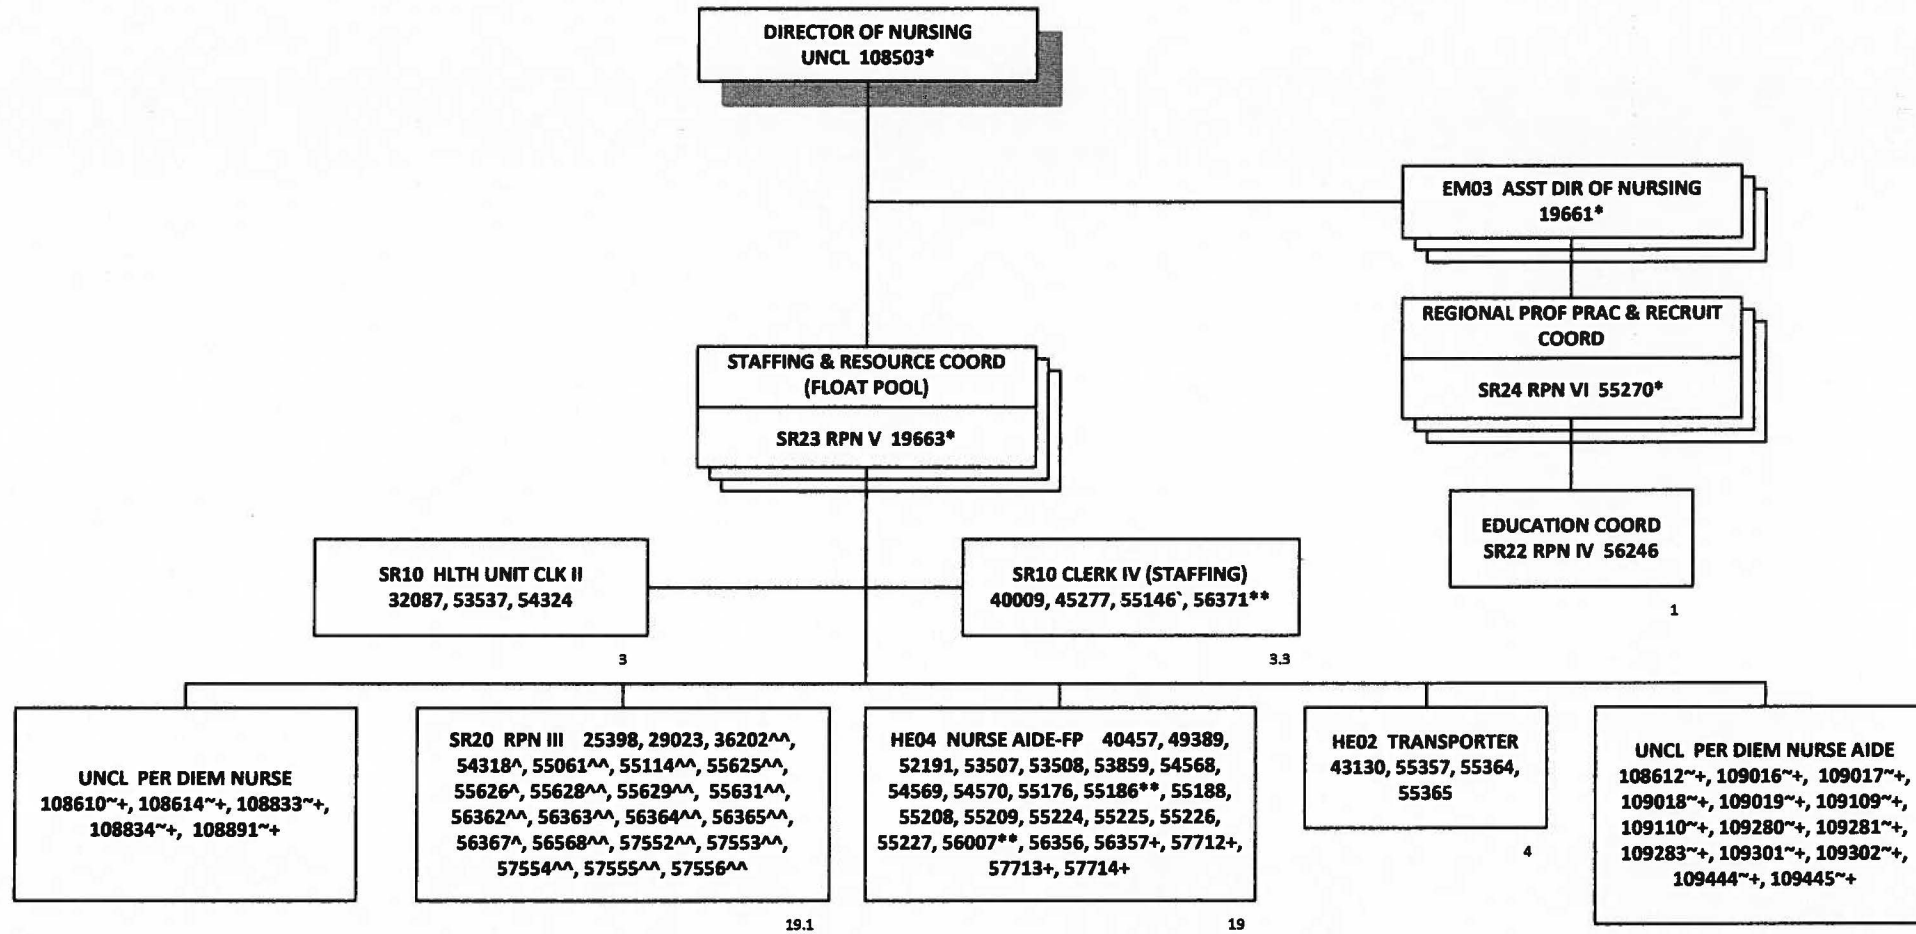 DIRECTOR OF NURSING
UNCL 108503*
EM03 ASST DIR OF NURSING
19661*
REGIONAL PROF PRAC & RECRUIT
COORD
SR24 RPN VI 55270*
STAFFING & RESOURCE COORD
(FLOAT POOL)
SR23 RPN V 19663*
EDUCATION COORD
SR22 RPN IV 56246
1
SR10 HLTH UNIT CLK II
32087, 53537, 54324
3
SR10 CLERK IV (STAFFING)
40009, 45277, 55146`, 56371**
3.3
UNCL PER DIEM NURSE
108610~+, 108614~+, 108833~+,
108834~+, 108891~+
SR20 RPN III 25398, 29023, 36202^^,
54318^, 55061^^, 55114^^, 55625^^,
55626^, 55628^^, 55629^^, 55631^^,
56362^^, 56363^^, 56364^^, 56365^^,
56367^, 56568^^, 57552^^, 57553^^,
57554^^, 57555^^, 57556^^
19.1
HE04 NURSE AIDE-FP 40457, 49389,
52191, 53507, 53508, 53859, 54568,
54569, 54570, 55176, 55186**, 55188,
55208, 55209, 55224, 55225, 55226,
55227, 56007**, 56356, 56357+, 57712+,
57713+, 57714+
19
HE02 TRANSPORTER
43130, 55357, 55364,
55365
4
UNCL PER DIEM NURSE AIDE
108612~+, 109016~+, 109017~+,
109018~+, 109019~+, 109109~+,
109110~+, 109280~+, 109281~+,
109283~+, 109301~+, 109302~+,
109444~+, 109445~+